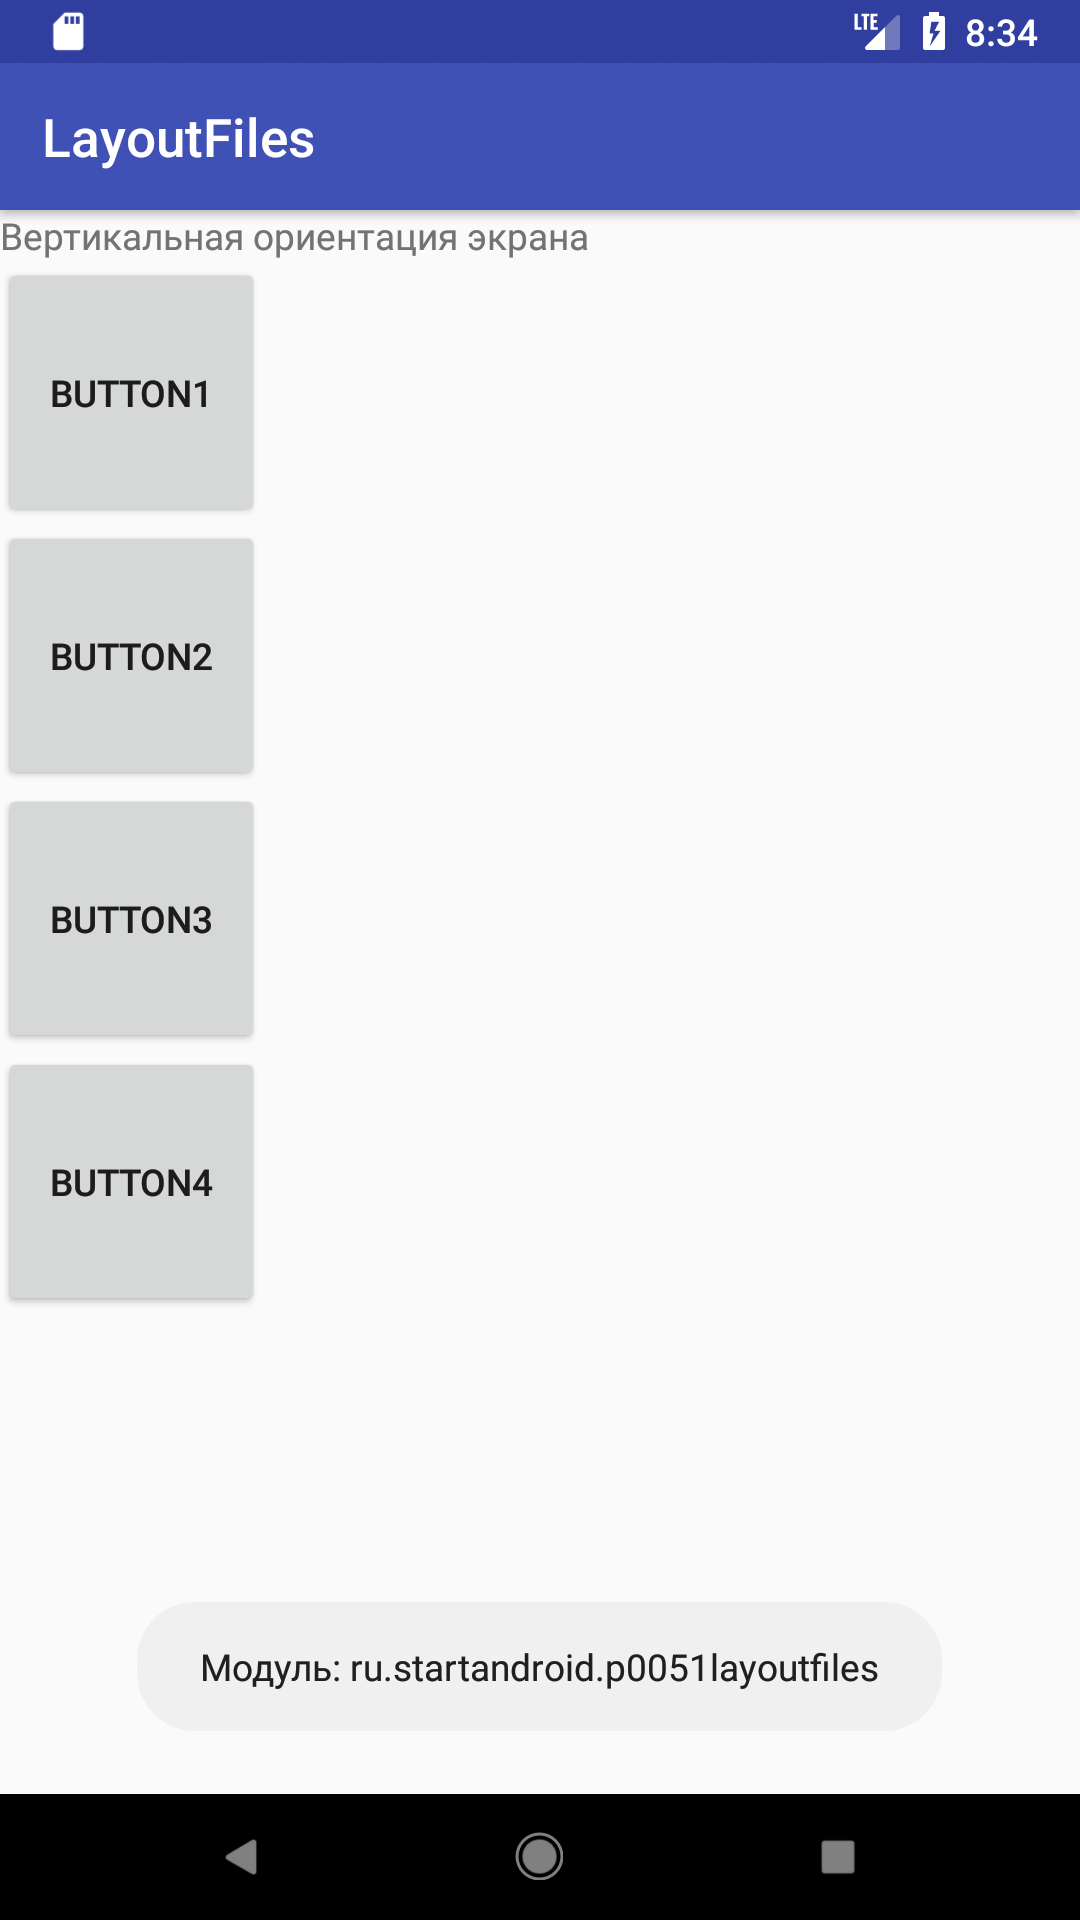 LTE 8:34
LayoutFiles
Вертикальная ориентация экрана
BUTTON1
BUTTON2
BUTTON3
BUTTON4
Модуль: ru.startandroid.p0051layoutfiles